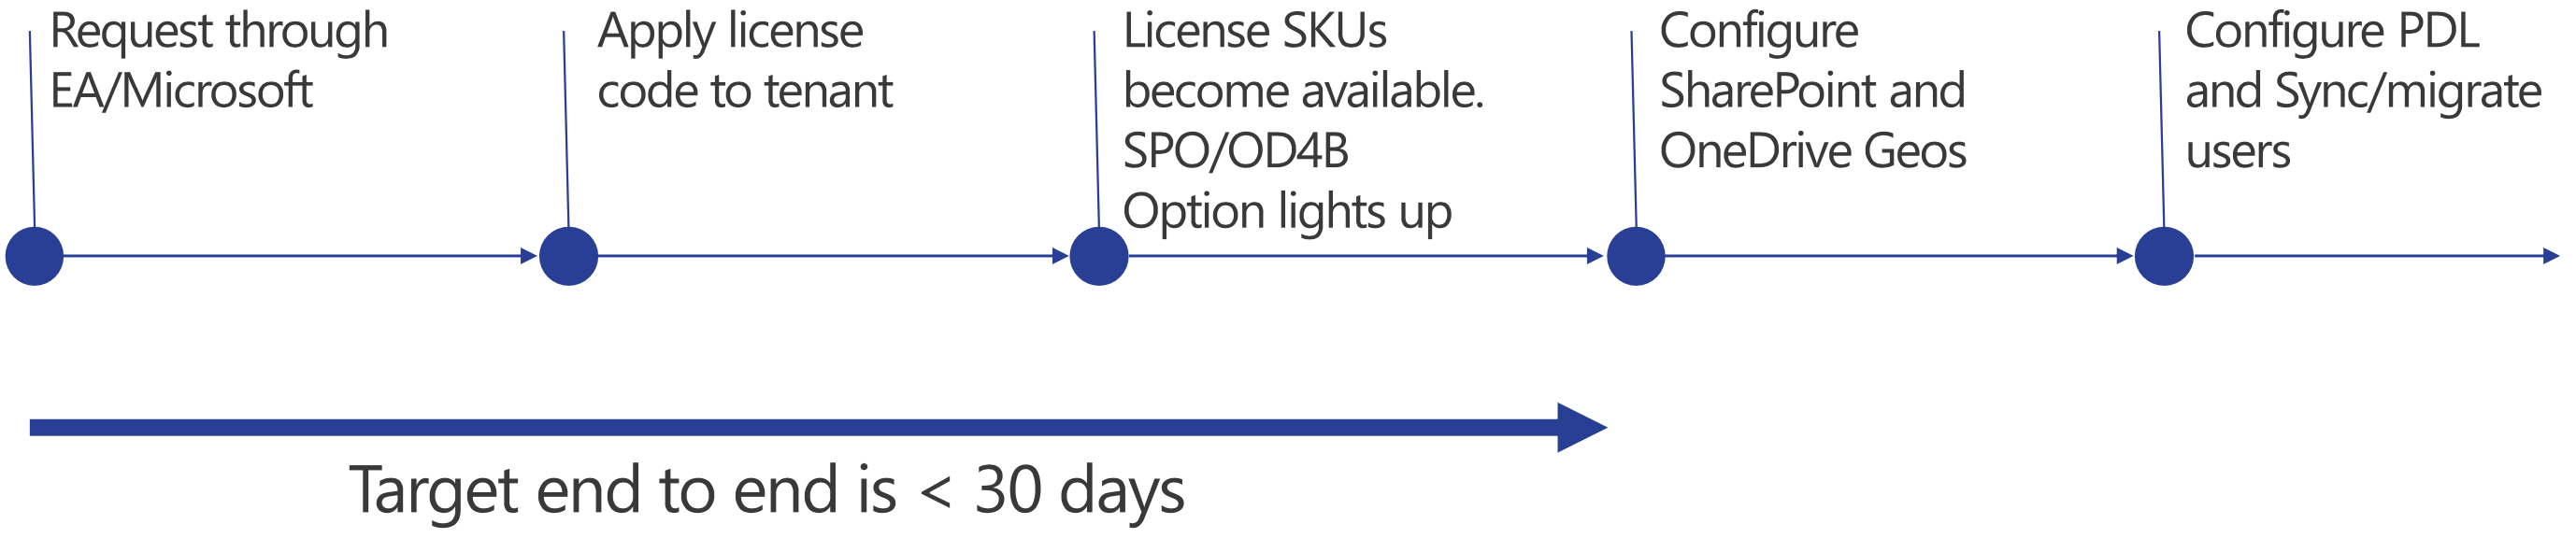 Request through
EA/Microsoft
Apply license
code to tenant
License SKUs
become available.
SPO/OD4B
Option lights up
Configure
SharePoint and
OneDrive Geos
Configure PDL
and Sync/migrate
users
Target end to end is < 30 days